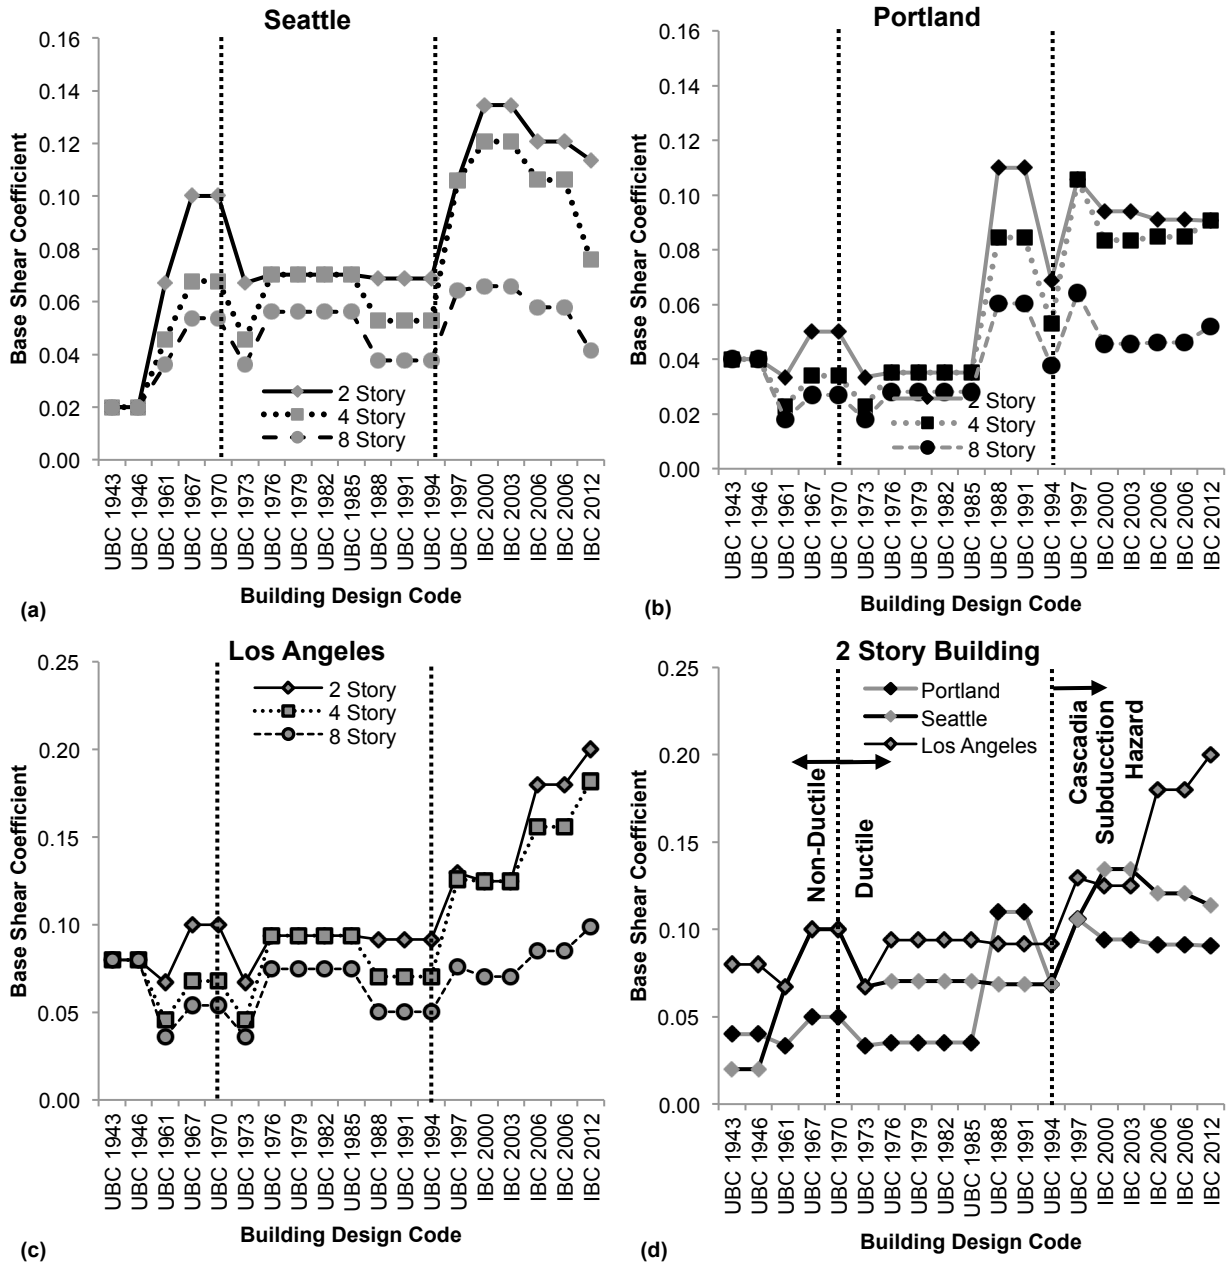 Seattle
Base Shear Coefficient
0.16
0.14
0.12
0.10
0.08
0.06
0.04
0.02
0.00
2 Story
4 Story
8 Story
UBC 1943
UBC 1946
UBC 1961
UBC 1967
UBC 1970
UBC 1973
UBC 1976
UBC 1979
UBC 1982
UBC 1985
UBC 1988
UBC 1991
UBC 1994
UBC 1997
IBC 2000
IBC 2003
IBC 2006
IBC 2006
IBC 2012
Building Design Code
(a)
Portland
Base Shear Coefficient
0.16
0.14
0.12
0.10
0.08
0.06
0.04
0.02
0.00
2 Story
4 Story
8 Story
UBC 1943
UBC 1946
UBC 1961
UBC 1967
UBC 1970
UBC 1973
UBC 1976
UBC 1979
UBC 1982
UBC 1985
UBC 1988
UBC 1991
UBC 1994
UBC 1997
IBC 2000
IBC 2003
IBC 2006
IBC 2006
IBC 2012
Building Design Code
(b)
Los Angeles
Base Shear Coefficient
0.25
0.20
0.15
0.10
0.05
0.00
2 Story
4 Story
8 Story
UBC 1943
UBC 1946
UBC 1961
UBC 1967
UBC 1970
UBC 1973
UBC 1976
UBC 1979
UBC 1982
UBC 1985
UBC 1988
UBC 1991
UBC 1994
UBC 1997
IBC 2000
IBC 2003
IBC 2006
IBC 2006
IBC 2012
Building Design Code
(c)
2 Story Building
Base Shear Coefficient
0.25
0.20
0.15
0.10
0.05
0.00
Portland
Seattle
Los Angeles
Non-Ductile
Ductile
Cascadia
Subducction
Hazard
UBC 1943
UBC 1946
UBC 1961
UBC 1967
UBC 1970
UBC 1973
UBC 1976
UBC 1979
UBC 1982
UBC 1985
UBC 1988
UBC 1991
UBC 1994
UBC 1997
IBC 2000
IBC 2003
IBC 2006
IBC 2006
IBC 2012
Building Design Code
(d)